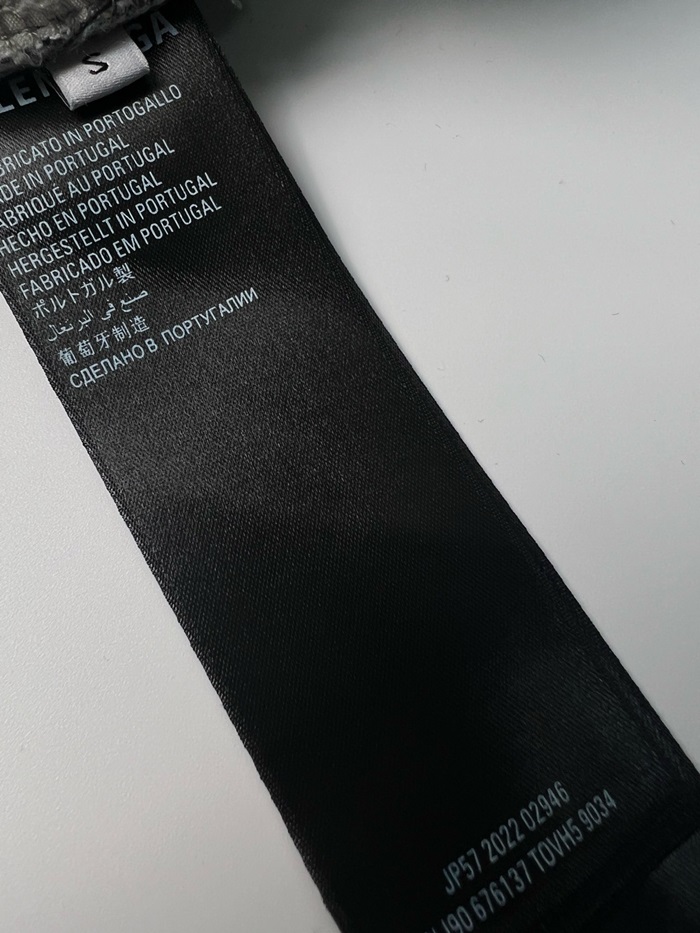 S
FABRICATO IN PORTOGALLO
MADE IN PORTUGAL
FABRIQUE AU PORTUGAL
HECHO EN PORTUGAL
HERGESTELLT IN PORTUGAL
FABRICADO EM PORTUGAL
ポルトガル製
صنع في البرتغال
葡萄牙制造
СДЕЛАНО В ПОРТУГАЛИИ
JP57 2022 02946
676137 TOVH5 9034